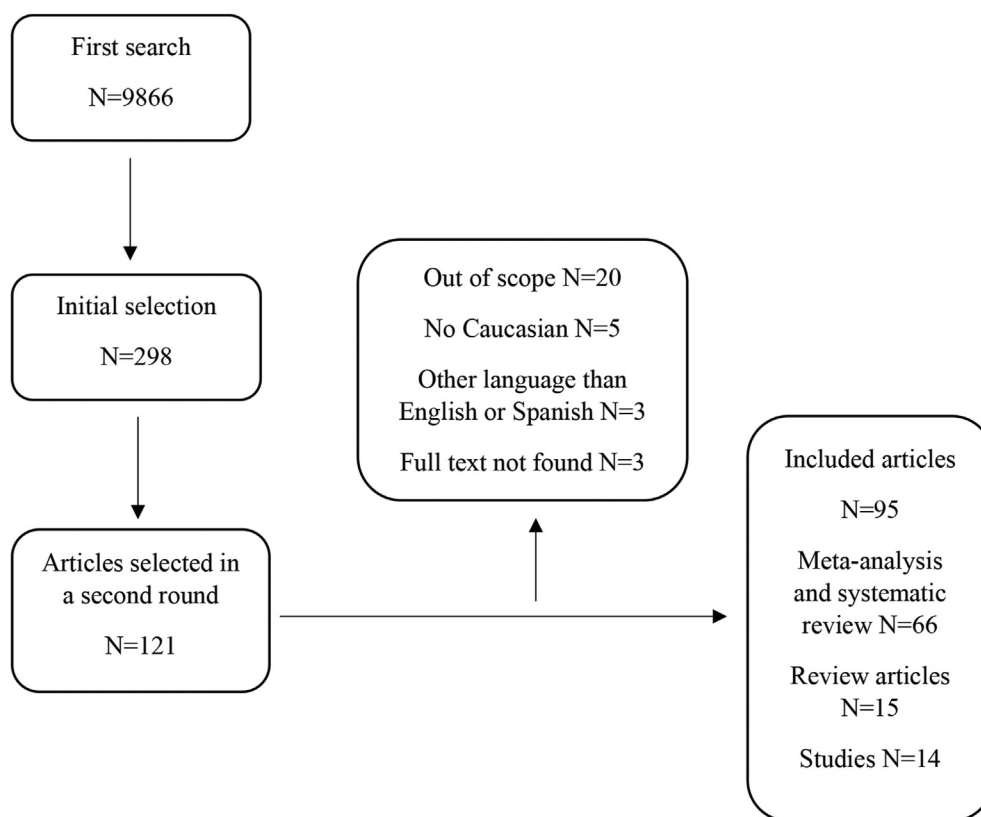 First search
N=9866
Initial selection
N=298
Articles selected in
a second round
N=121
Out of scope N=20
No Caucasian N=5
Other language than
English or Spanish N=3
Full text not found N=3
Included articles
N=95
Meta-analysis
and systematic
review N=66
Review articles
N=15
Studies N=14